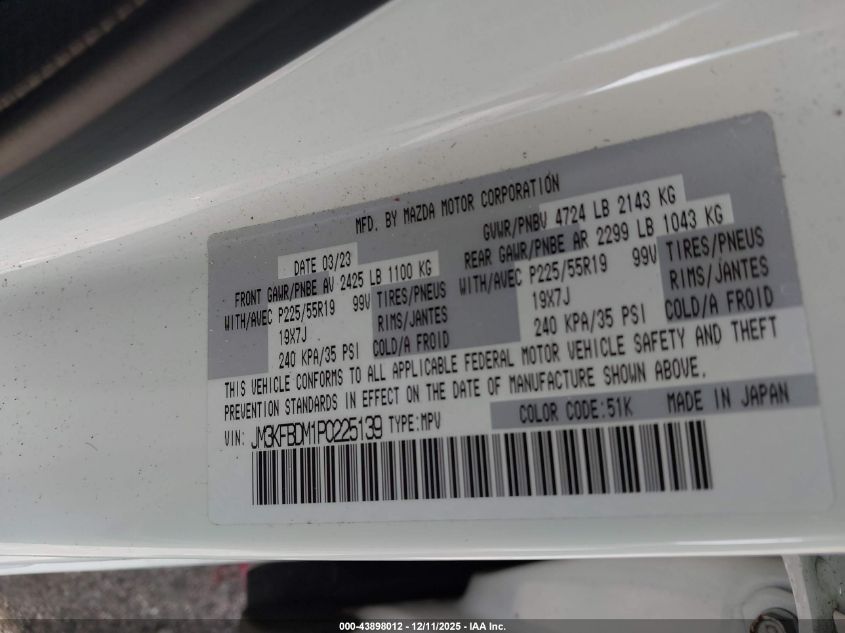 MFD. BY MAZDA MOTOR CORPORATION
DATE 03/23
GVWR/PNBV 4724 LB 2143 KG
FRONT GAWR/PNBE AV 2425 LB 1100 KG
REAR GAWR/PNBE AR 2299 LB 1043 KG
WITH/AVEC P225/55R19 99V TIRES/PNEUS
WITH/AVEC P225/55R19 99V TIRES/PNEUS
19X7J RIMS/JANTES
19X7J RIMS/JANTES
240 KPA/35 PSI COLD/A FROID
240 KPA/35 PSI COLD/A FROID
THIS VEHICLE CONFORMS TO ALL APPLICABLE FEDERAL MOTOR VEHICLE SAFETY AND THEFT
PREVENTION STANDARDS IN EFFECT ON THE DATE OF MANUFACTURE SHOWN ABOVE.
VIN: JM3KFBDM1P0225139 TYPE:MPV
COLOR CODE:51K MADE IN JAPAN
000-43898012 • 12/11/2025 - IAA Inc.